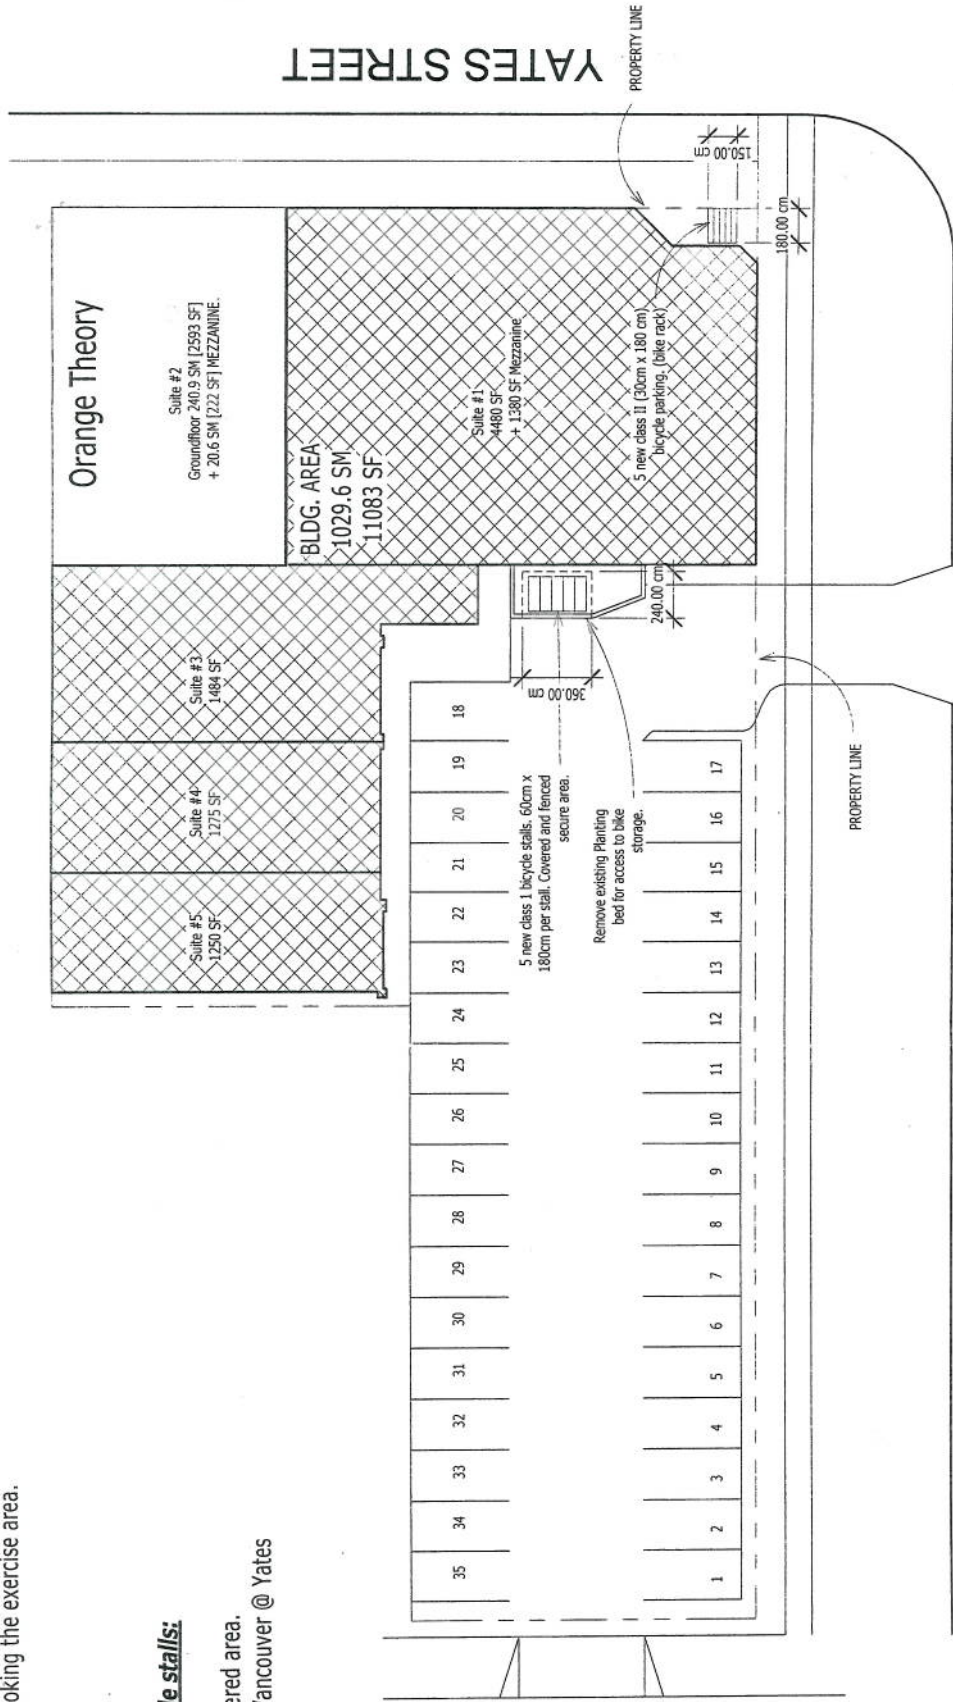 oking the exercise area.
le stalls:
ered area.
ancouver @ Yates
YATES STREET
PROPERTY LINE
Orange Theory
Suite #2
Groundfloor 240.9 SM [2593 SF]
+ 20.6 SM [222 SF] MEZZANINE.
BLDG. AREA
1029.6 SM
11083 SF
Suite #1
4480 SF
+ 1380 SF Mezzanine
5 new class II (30cm x 180 cm)
bicycle parking. (bike rack)
150.00 cm
180.00 cm
Suite #3
1484 SF
Suite #4
1275 SF
Suite #5
1250 SF
240.00 cm
360.00 cm
5 new class 1 bicycle stalls. 60cm x
180cm per stall. Covered and fenced
secure area.
Remove existing Planting
bed for access to bike
storage.
PROPERTY LINE
35
34
33
32
31
30
29
28
27
26
25
24
23
22
21
20
19
18
1
2
3
4
5
6
7
8
9
10
11
12
13
14
15
16
17